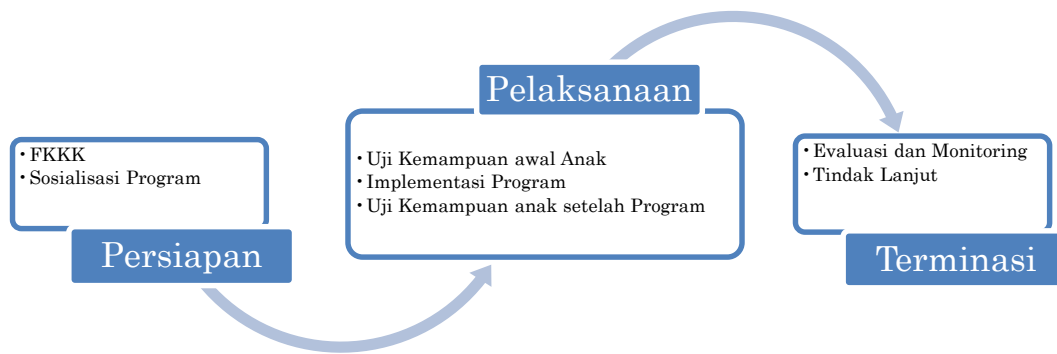 • FKKK
• Sosialisasi Program
Persiapan
Pelaksanaan
• Uji Kemampuan awal Anak
• Implementasi Program
• Uji Kemampuan anak setelah Program
• Evaluasi dan Monitoring
• Tindak Lanjut
Terminasi